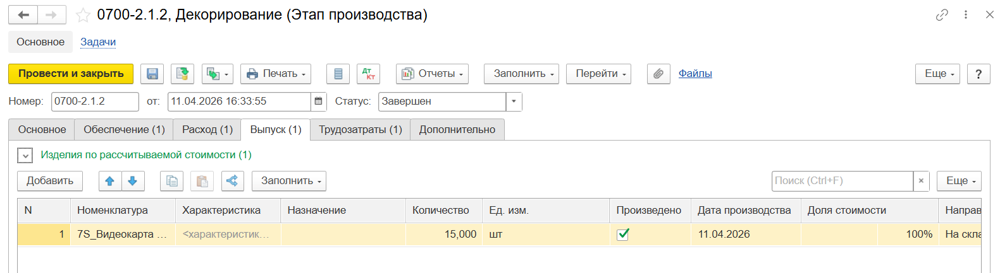 0700-2.1.2, Декорирование (Этап производства)
Основное Задачи
Провести и закрыть Печать Дт Кт Отчеты Заполнить Перейти Файлы Еще ?
Номер: 0700-2.1.2 от: 11.04.2026 16:33:55 Статус: Завершен
Основное Обеспечение (1) Расход (1) Выпуск (1) Трудозатраты (1) Дополнительно
Изделия по рассчитываемой стоимости (1)
Добавить Заполнить Поиск (Ctrl+F) × Еще
N Номенклатура Характеристика Назначение Количество Ед. изм. Произведено Дата производства Доля стоимости Направ
1 7S_Видеокарта ... <характеристик... 15,000 шт 11.04.2026 100% На скла